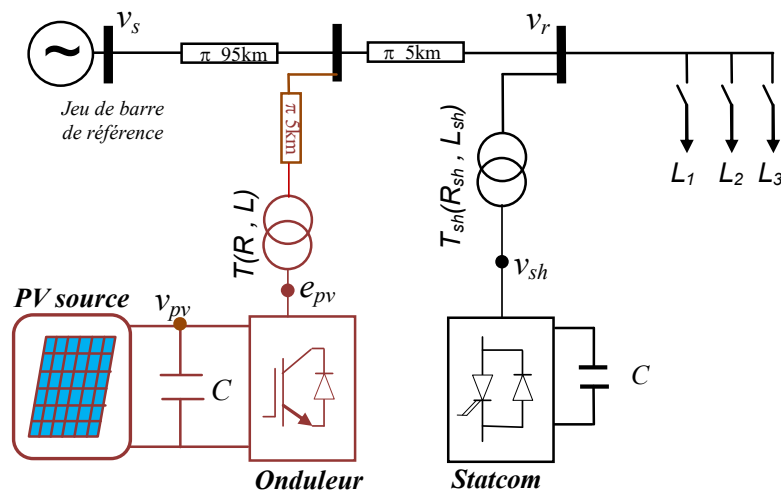 v_s
v_r
π 95km
π 5km
Jeu de barre
de référence
π 5km
T(R , L)
T_sh(R_sh , L_sh)
L_1 L_2 L_3
e_pv
v_sh
PV source
v_pv
C
C
Onduleur
Statcom